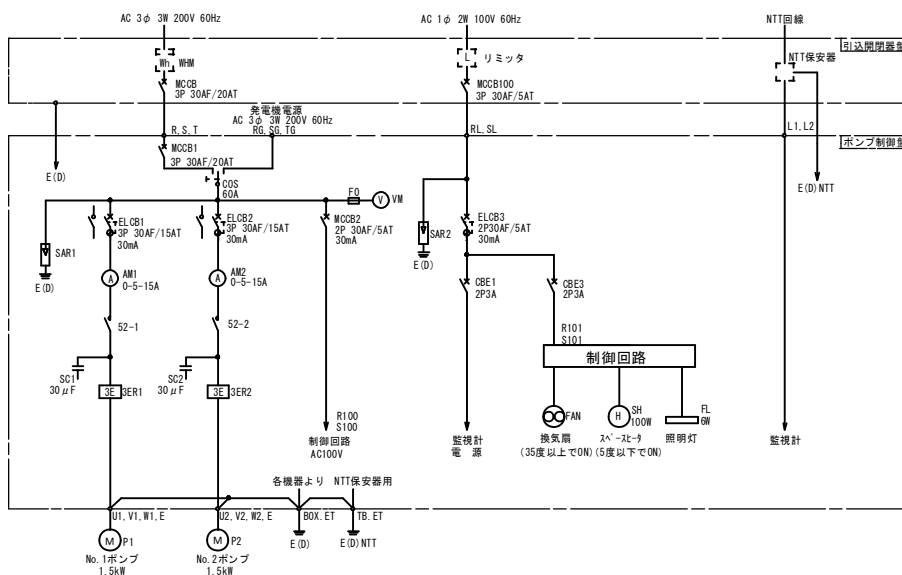 AC 3φ 3W 200V 60Hz
AC 1φ 2W 100V 60Hz
NTT回線
引込開閉器盤
Wh WHM
L リミッタ
NTT保安器
MCCB
3P 30AF/20AT
MCCB100
3P 30AF/5AT
発電機電源
AC 3φ 3W 200V 60Hz
R,S,T
RG,SG,TG
RL,SL
L1,L2
ポンプ制御盤
MCCB1
3P 30AF/20AT
E(D)
E(D)NTT
COS
60A
F0
V VM
ELCB1
3P 30AF/15AT
30mA
ELCB2
3P 30AF/15AT
30mA
MCCB2
2P 30AF/5AT
30mA
SAR1
E(D)
SAR2
E(D)
ELCB3
2P30AF/5AT
30mA
A AM1
0-5-15A
A AM2
0-5-15A
CBE1
2P3A
CBE3
2P3A
52-1
52-2
R101
S101
制御回路
SC1
30μF
SC2
30μF
3E 3ER1
3E 3ER2
R100
S100
制御回路
AC100V
監視計
電 源
FAN
換気扇
(35度以上でON)
H SH
100W
スペースヒータ
(5度以下でON)
FL
6W
照明灯
監視計
各機器より NTT保安器用
U1,V1,W1,E
U2,V2,W2,E
BOX.ET
TB.ET
M P1
No.1ポンプ
1.5kW
M P2
No.2ポンプ
1.5kW
E(D)
E(D)NTT